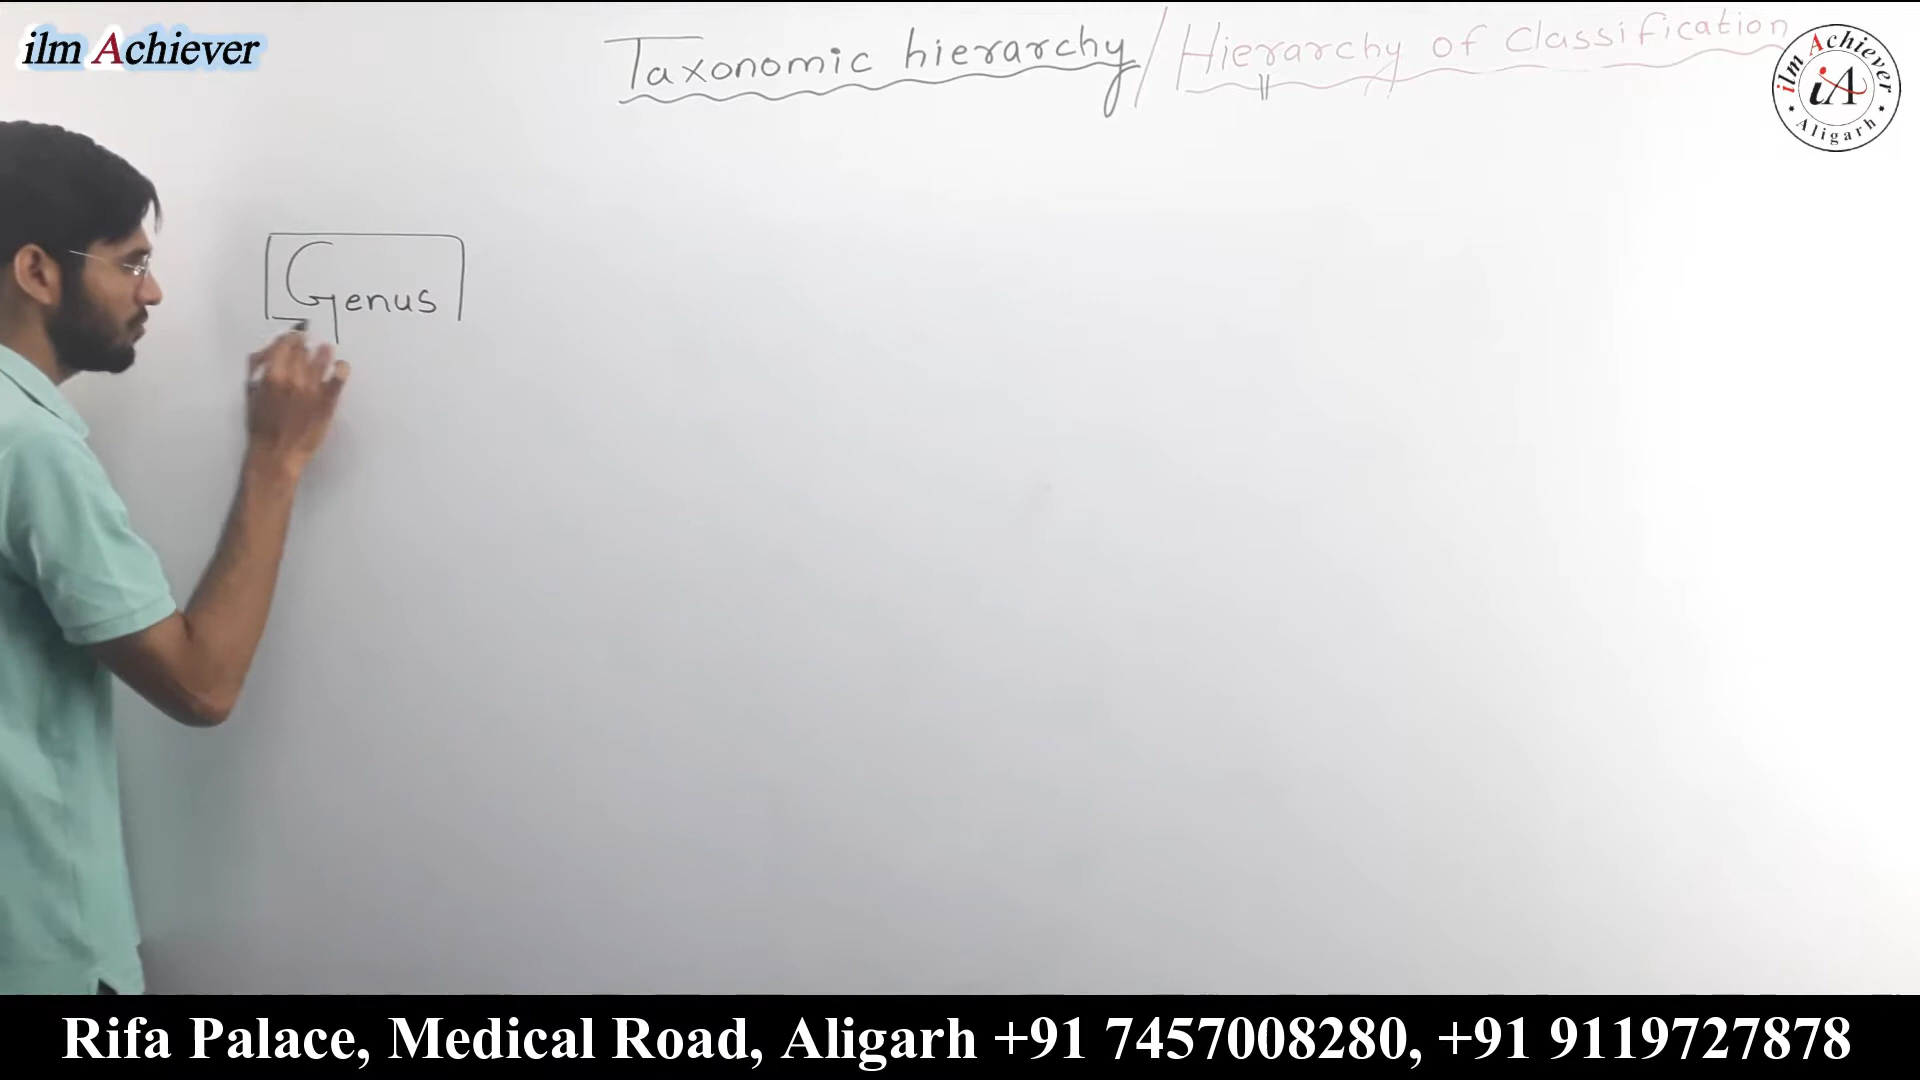 ilm Achiever
Taxonomic hierarchy / Hierarchy of Classification
ilm Achiever
iA
Aligarh
Genus
Rifa Palace, Medical Road, Aligarh +91 7457008280, +91 9119727878